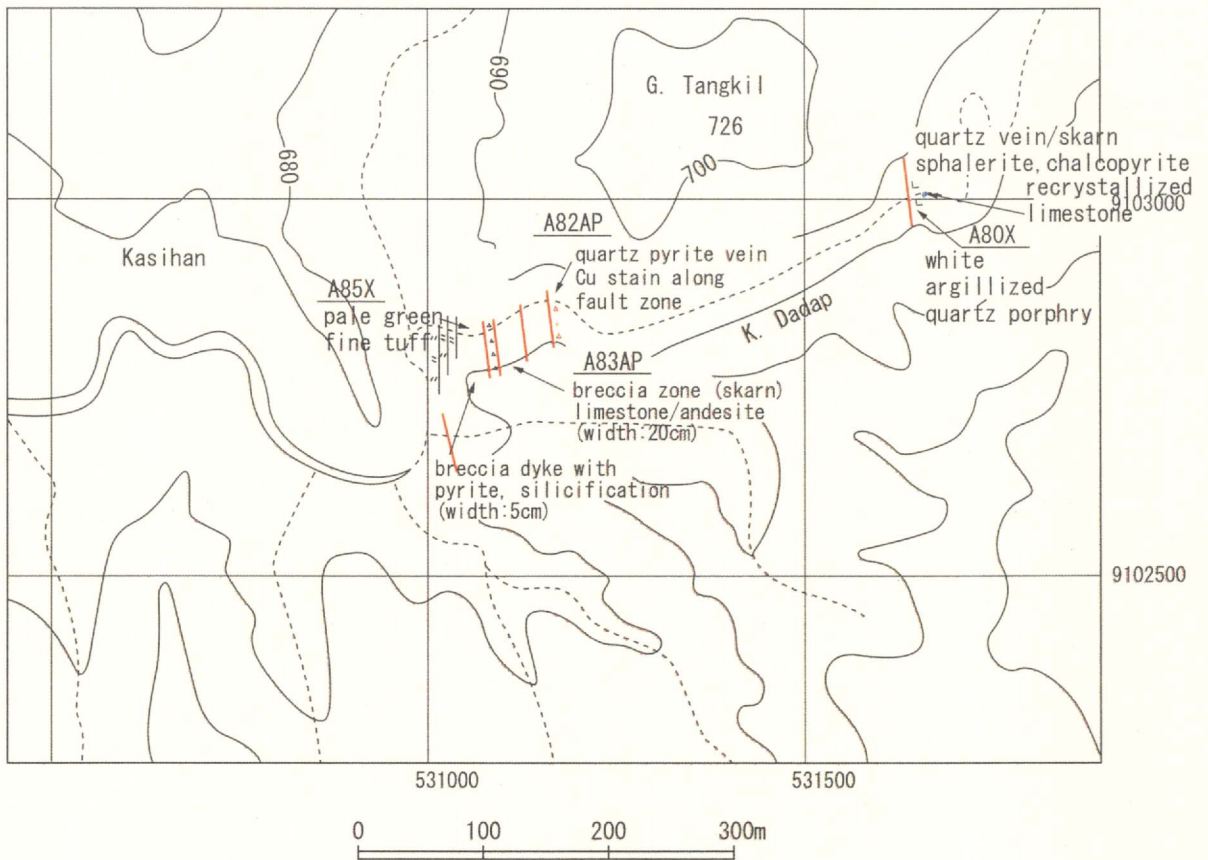 690
G. Tangkil
726
700
680
quartz vein/skarn
sphalerite, chalcopyrite
recrystallized
limestone
9103000
A80X
white
argillized
quartz porphry
Kasihan
A82AP
quartz pyrite vein
Cu stain along
fault zone
A85X
pale green
fine tuff
K. Dadap
A83AP
breccia zone (skarn)
limestone/andesite
(width:20cm)
breccia dyke with
pyrite, silicification
(width:5cm)
9102500
531000
531500
0 100 200 300m